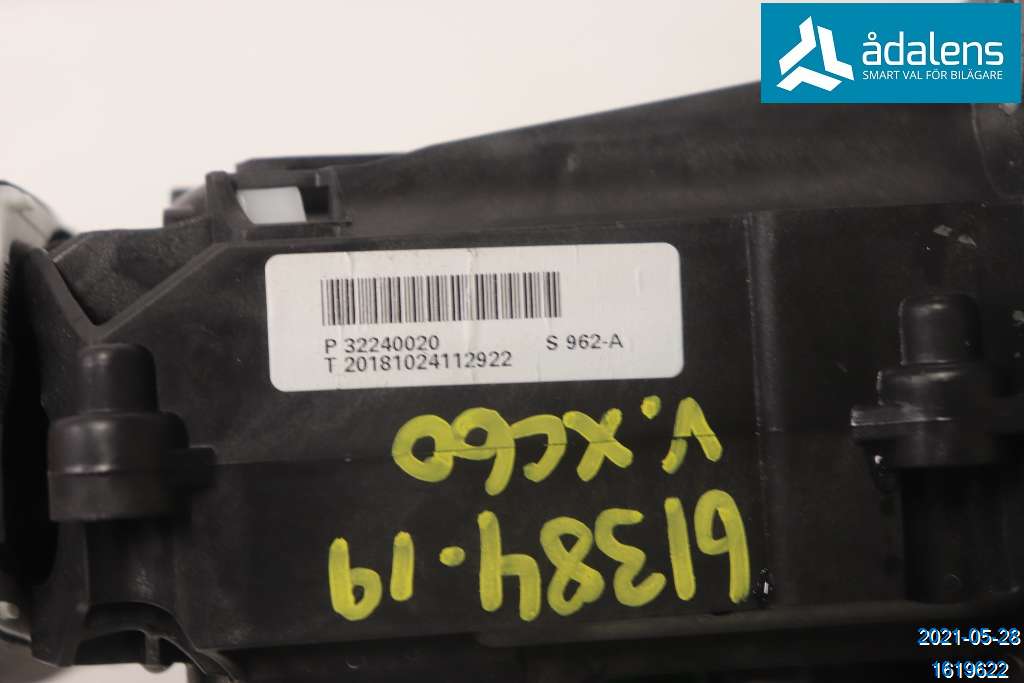 ådalens
SMART VAL FÖR BILÄGARE
P 32240020 S 962-A
T 20181024112922
61384.19
V.XC60
2021-05-28
1619622